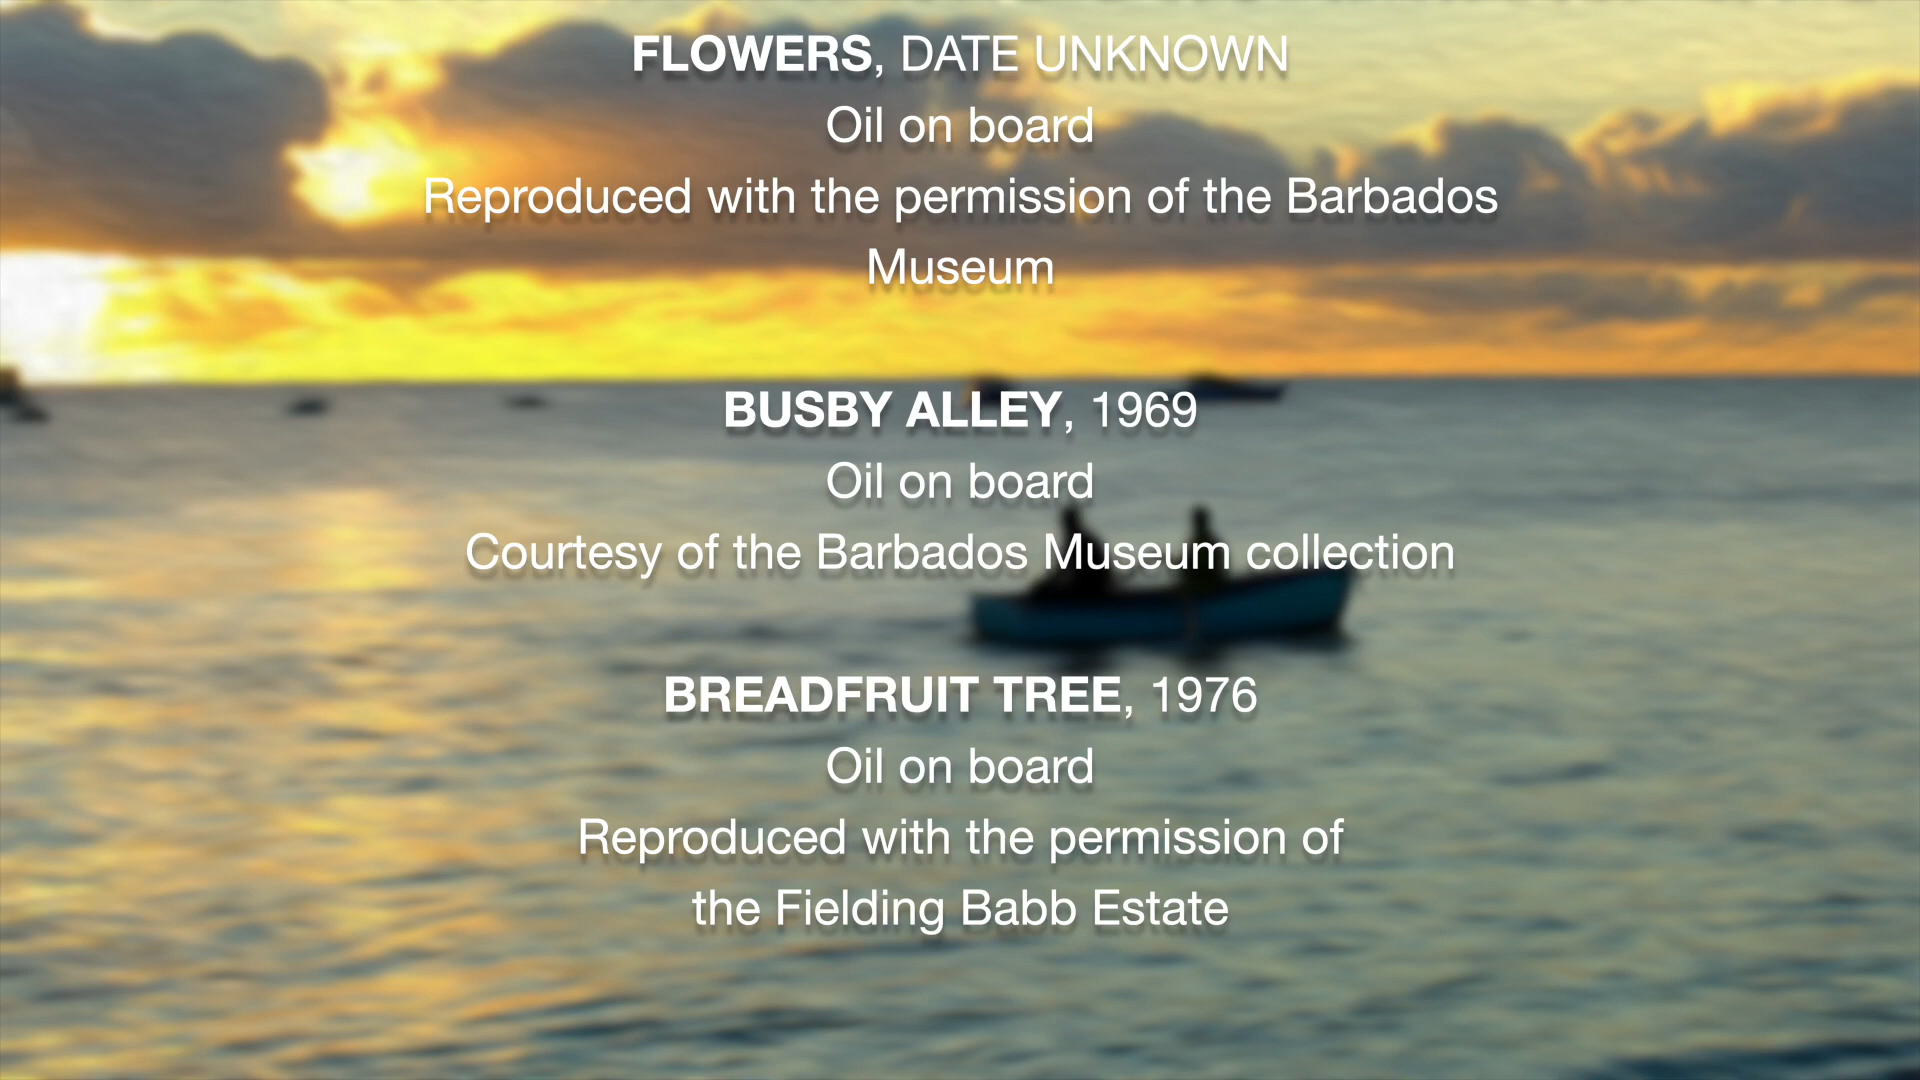 FLOWERS, DATE UNKNOWN
Oil on board
Reproduced with the permission of the Barbados
Museum
BUSBY ALLEY, 1969
Oil on board
Courtesy of the Barbados Museum collection
BREADFRUIT TREE, 1976
Oil on board
Reproduced with the permission of
the Fielding Babb Estate